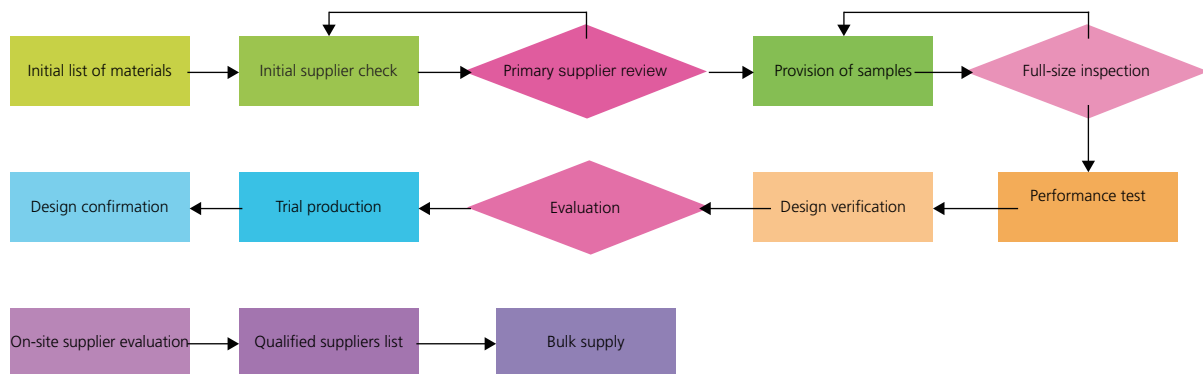 Initial list of materials
Initial supplier check
Primary supplier review
Provision of samples
Full-size inspection
Design confirmation
Trial production
Evaluation
Design verification
Performance test
On-site supplier evaluation
Qualified suppliers list
Bulk supply